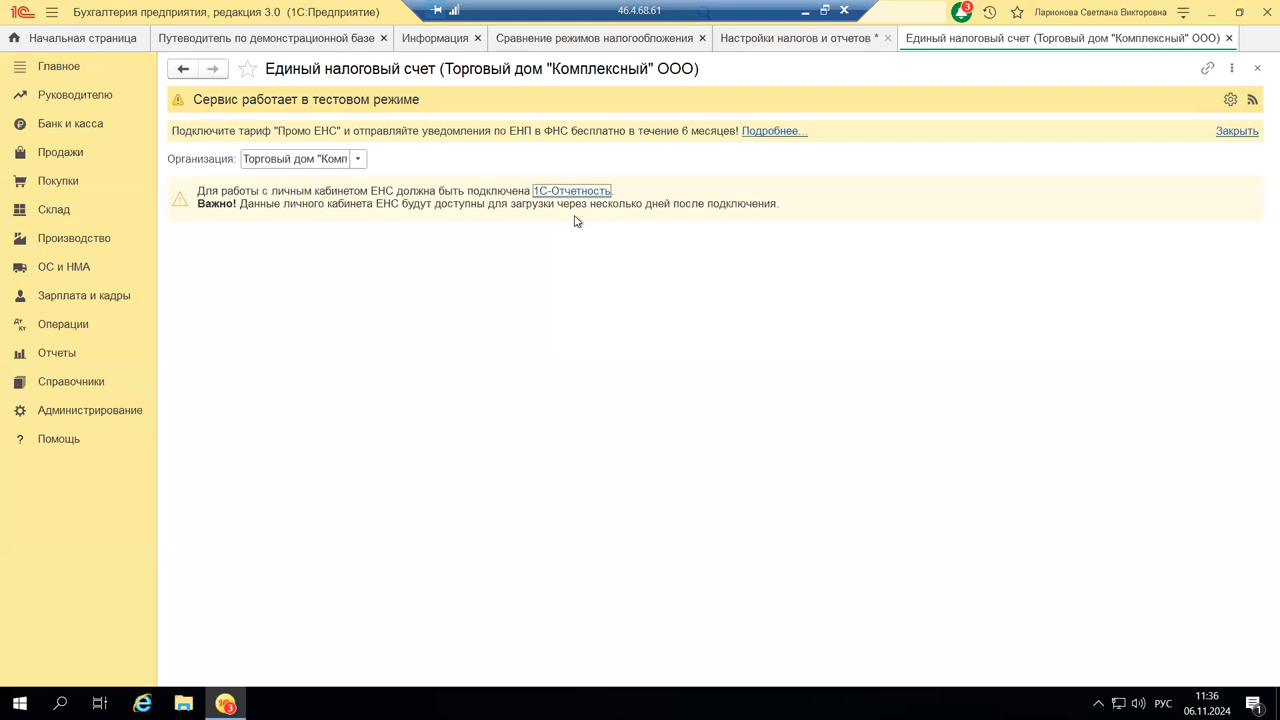 Бухгалтерия предприятия, редакция 3.0 (1С:Предприятие)
46.4.68.61
3
Ларионова Светлана Викторовна
Начальная страница
Путеводитель по демонстрационной базе
Информация
Сравнение режимов налогообложения
Настройки налогов и отчетов *
Единый налоговый счет (Торговый дом "Комплексный" ООО)
Главное
Руководителю
Банк и касса
Продажи
Покупки
Склад
Производство
ОС и НМА
Зарплата и кадры
Дт Кт Операции
Отчеты
Справочники
Администрирование
? Помощь
Единый налоговый счет (Торговый дом "Комплексный" ООО)
Сервис работает в тестовом режиме
Подключите тариф "Промо ЕНС" и отправляйте уведомления по ЕНП в ФНС бесплатно в течение 6 месяцев! Подробнее...
Закрыть
Организация: Торговый дом "Комп
Для работы с личным кабинетом ЕНС должна быть подключена 1С-Отчетность.
Важно! Данные личного кабинета ЕНС будут доступны для загрузки через несколько дней после подключения.
3
РУС
11:36
06.11.2024
1